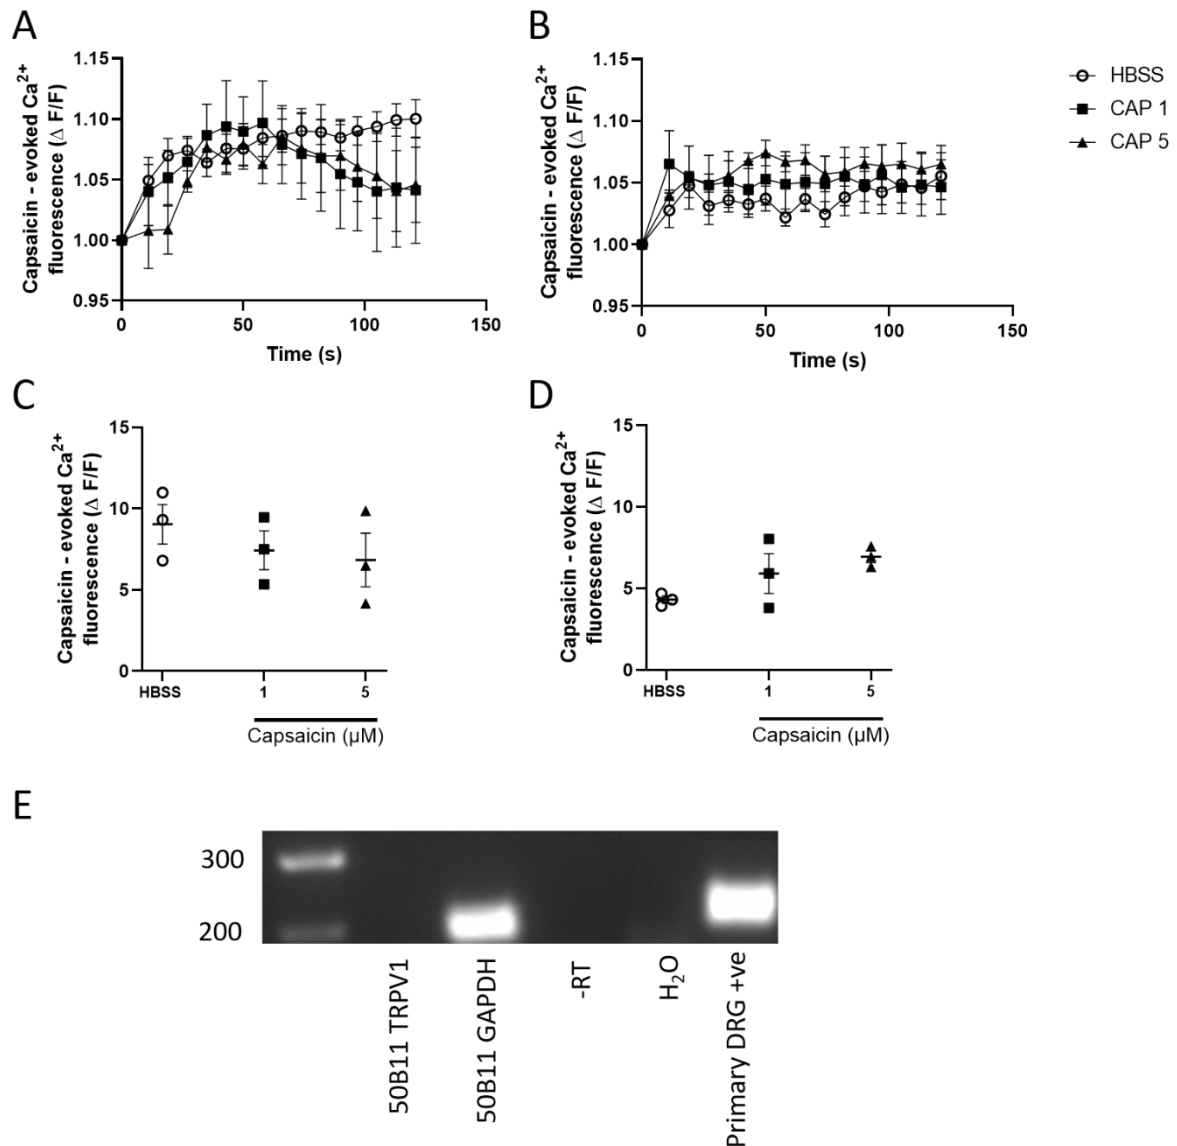 A
Capsaicin - evoked Ca2+
fluorescence (Δ F/F)
1.15
1.10
1.05
1.00
0.95
0
50
100
150
Time (s)
B
Capsaicin - evoked Ca2+
fluorescence (Δ F/F)
1.15
1.10
1.05
1.00
0.95
0
50
100
150
Time (s)
HBSS
CAP 1
CAP 5
C
Capsaicin - evoked Ca2+
fluorescence (Δ F/F)
15
10
5
0
HBSS
1
5
Capsaicin (µM)
D
Capsaicin - evoked Ca2+
fluorescence (Δ F/F)
15
10
5
0
HBSS
1
5
Capsaicin (µM)
E
300
200
50B11 TRPV1
50B11 GAPDH
-RT
H2O
Primary DRG +ve